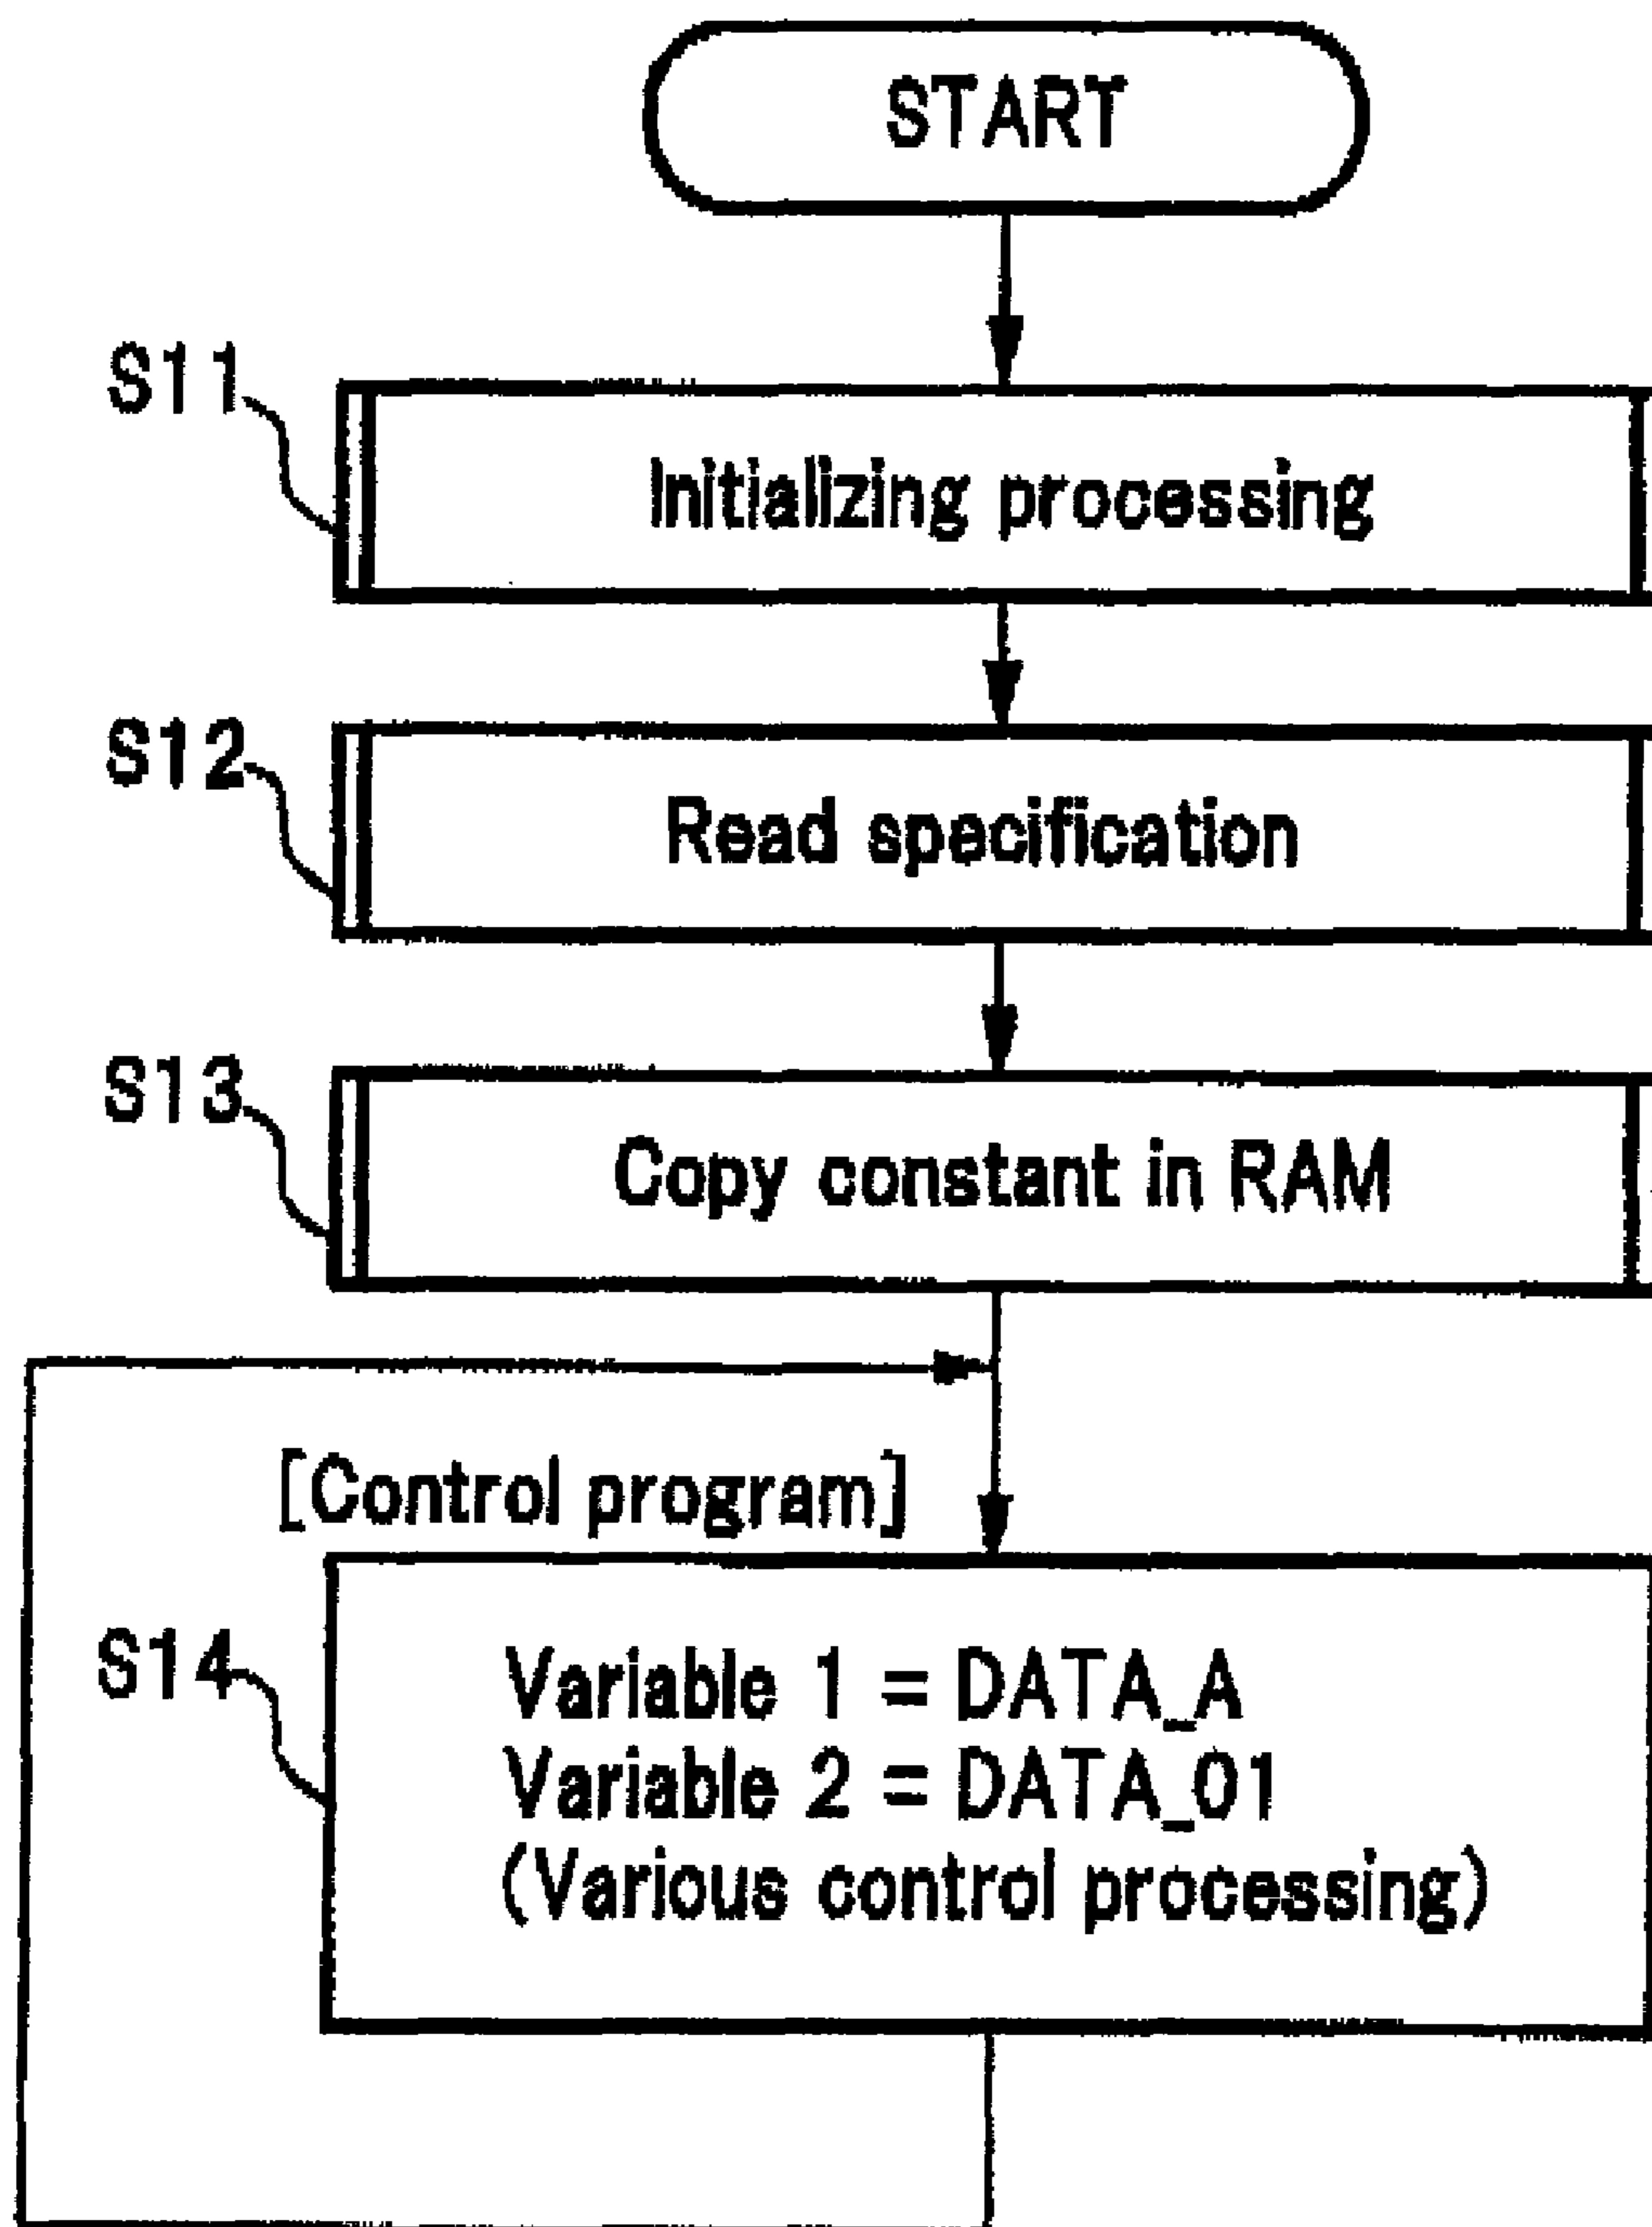 START
S11
Initializing processing
S12
Read specification
S13
Copy constant in RAM
[Control program]
S14
Variable 1 = DATA_A
Variable 2 = DATA_01
(Various control processing)